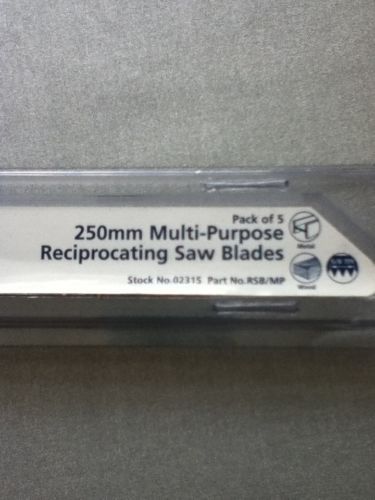 Pack of 5
250mm Multi-Purpose
Reciprocating Saw Blades
Stock No.02315 Part No.RSB/MP
Metal
Wood